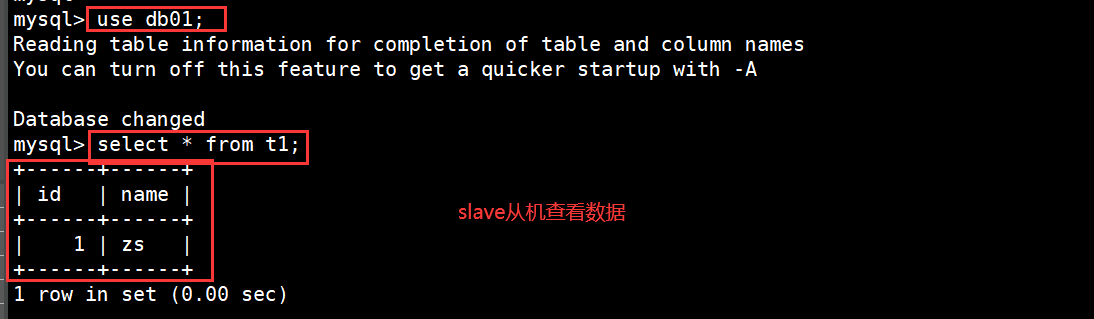 mysql> use db01;
Reading table information for completion of table and column names
You can turn off this feature to get a quicker startup with -A
Database changed
mysql> select * from t1;
+------+------+
| id   | name |
+------+------+
|    1 | zs   |
+------+------+
slave从机查看数据
1 row in set (0.00 sec)